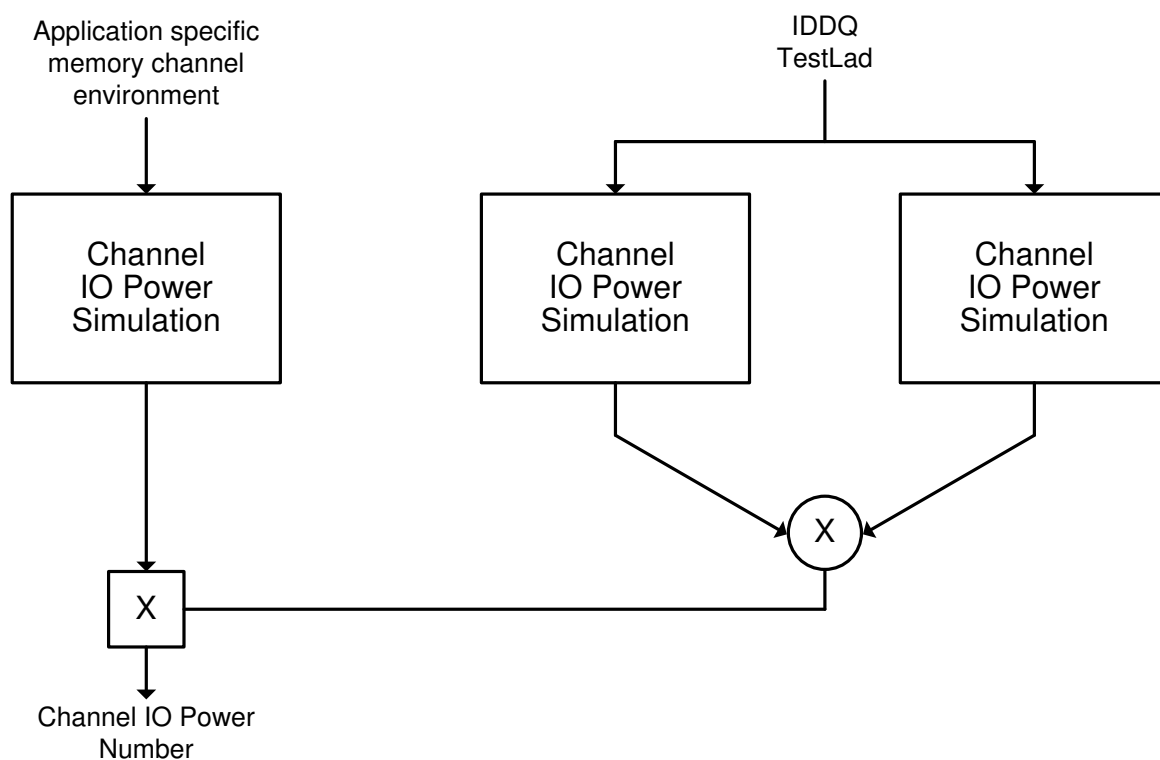 Application specific
memory channel
environment
IDDQ
TestLad
Channel
IO Power
Simulation
Channel
IO Power
Simulation
Channel
IO Power
Simulation
X
X
Channel IO Power
Number